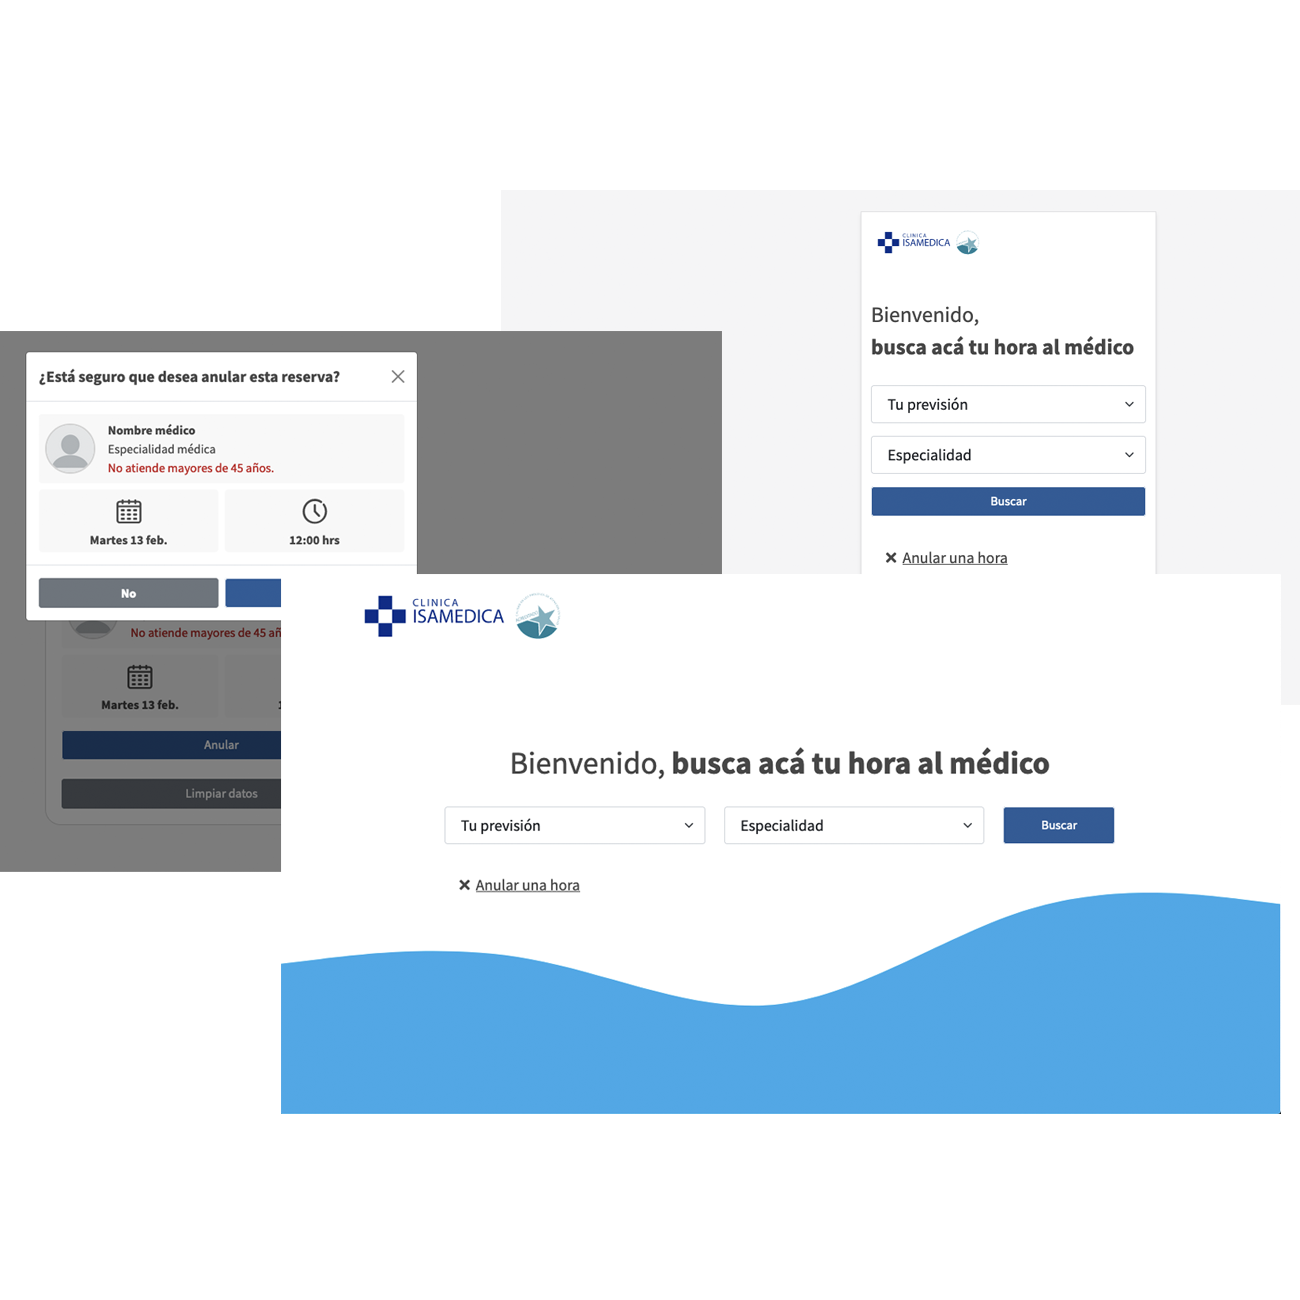 CLINICA
ISAMEDICA
Bienvenido,
busca acá tu hora al médico
Tu previsión
Especialidad
Buscar
Anular una hora
¿Está seguro que desea anular esta reserva?
Nombre médico
Especialidad médica
No atiende mayores de 45 años.
Martes 13 feb.
12:00 hrs
No
No atiende mayores de 45
Martes 13 feb.
Anular
Limpiar datos
CLINICA
ISAMEDICA
Bienvenido, busca acá tu hora al médico
Tu previsión
Especialidad
Buscar
Anular una hora